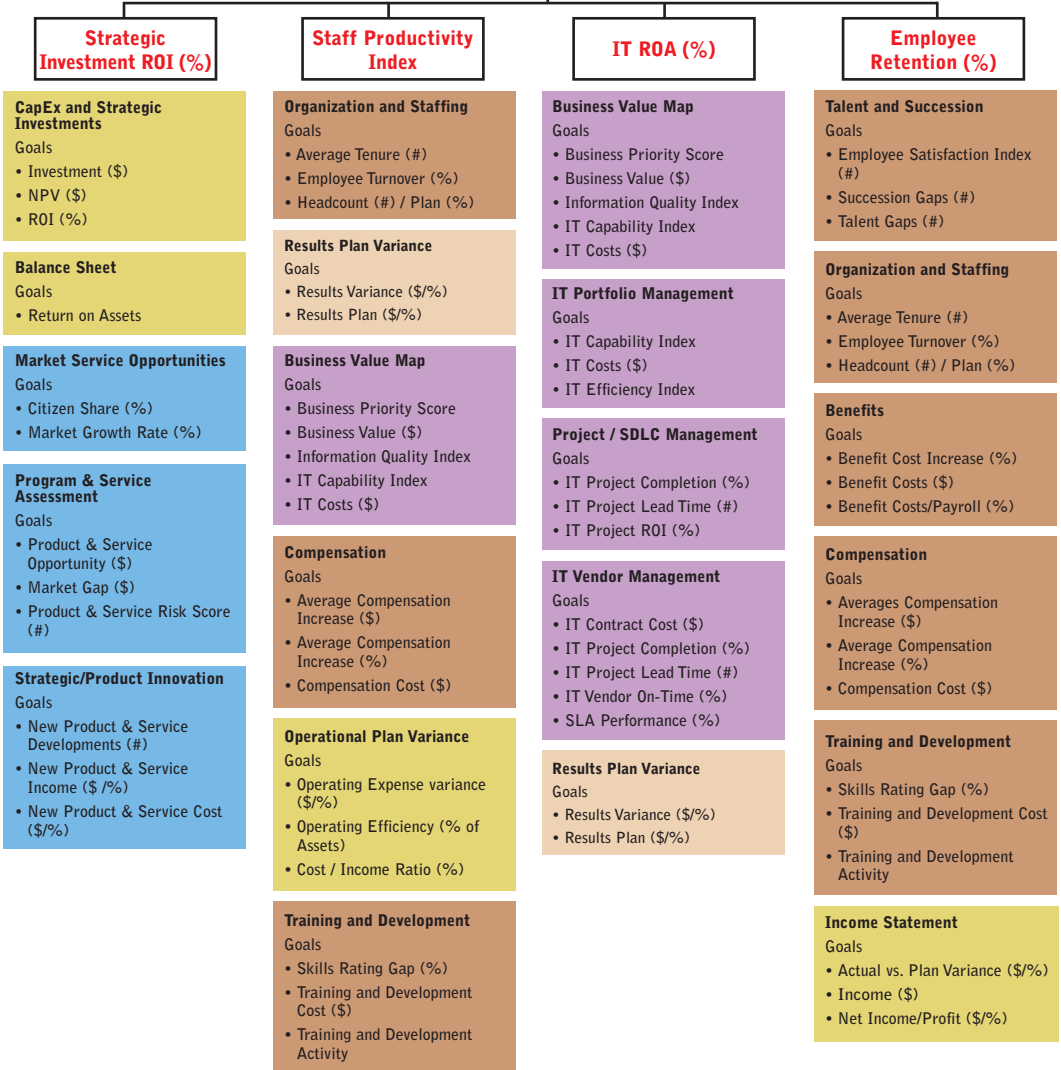 Strategic
Investment ROI (%)
CapEx and Strategic
Investments
Goals
• Investment ($)
• NPV ($)
• ROI (%)
Balance Sheet
Goals
• Return on Assets
Market Service Opportunities
Goals
• Citizen Share (%)
• Market Growth Rate (%)
Program & Service
Assessment
Goals
• Product & Service
Opportunity ($)
• Market Gap ($)
• Product & Service Risk Score
(#)
Strategic/Product Innovation
Goals
• New Product & Service
Developments (#)
• New Product & Service
Income ($ /%)
• New Product & Service Cost
($/%)
Staff Productivity
Index
Organization and Staffing
Goals
• Average Tenure (#)
• Employee Turnover (%)
• Headcount (#) / Plan (%)
Results Plan Variance
Goals
• Results Variance ($/%)
• Results Plan ($/%)
Business Value Map
Goals
• Business Priority Score
• Business Value ($)
• Information Quality Index
• IT Capability Index
• IT Costs ($)
Compensation
Goals
• Average Compensation
Increase ($)
• Average Compensation
Increase (%)
• Compensation Cost ($)
Operational Plan Variance
Goals
• Operating Expense variance
($/%)
• Operating Efficiency (% of
Assets)
• Cost / Income Ratio (%)
Training and Development
Goals
• Skills Rating Gap (%)
• Training and Development
Cost ($)
• Training and Development
Activity
IT ROA (%)
Business Value Map
Goals
• Business Priority Score
• Business Value ($)
• Information Quality Index
• IT Capability Index
• IT Costs ($)
IT Portfolio Management
Goals
• IT Capability Index
• IT Costs ($)
• IT Efficiency Index
Project / SDLC Management
Goals
• IT Project Completion (%)
• IT Project Lead Time (#)
• IT Project ROI (%)
IT Vendor Management
Goals
• IT Contract Cost ($)
• IT Project Completion (%)
• IT Project Lead Time (#)
• IT Vendor On-Time (%)
• SLA Performance (%)
Results Plan Variance
Goals
• Results Variance ($/%)
• Results Plan ($/%)
Employee
Retention (%)
Talent and Succession
Goals
• Employee Satisfaction Index
(#)
• Succession Gaps (#)
• Talent Gaps (#)
Organization and Staffing
Goals
• Average Tenure (#)
• Employee Turnover (%)
• Headcount (#) / Plan (%)
Benefits
Goals
• Benefit Cost Increase (%)
• Benefit Costs ($)
• Benefit Costs/Payroll (%)
Compensation
Goals
• Averages Compensation
Increase ($)
• Average Compensation
Increase (%)
• Compensation Cost ($)
Training and Development
Goals
• Skills Rating Gap (%)
• Training and Development Cost
($)
• Training and Development
Activity
Income Statement
Goals
• Actual vs. Plan Variance ($/%)
• Income ($)
• Net Income/Profit ($/%)